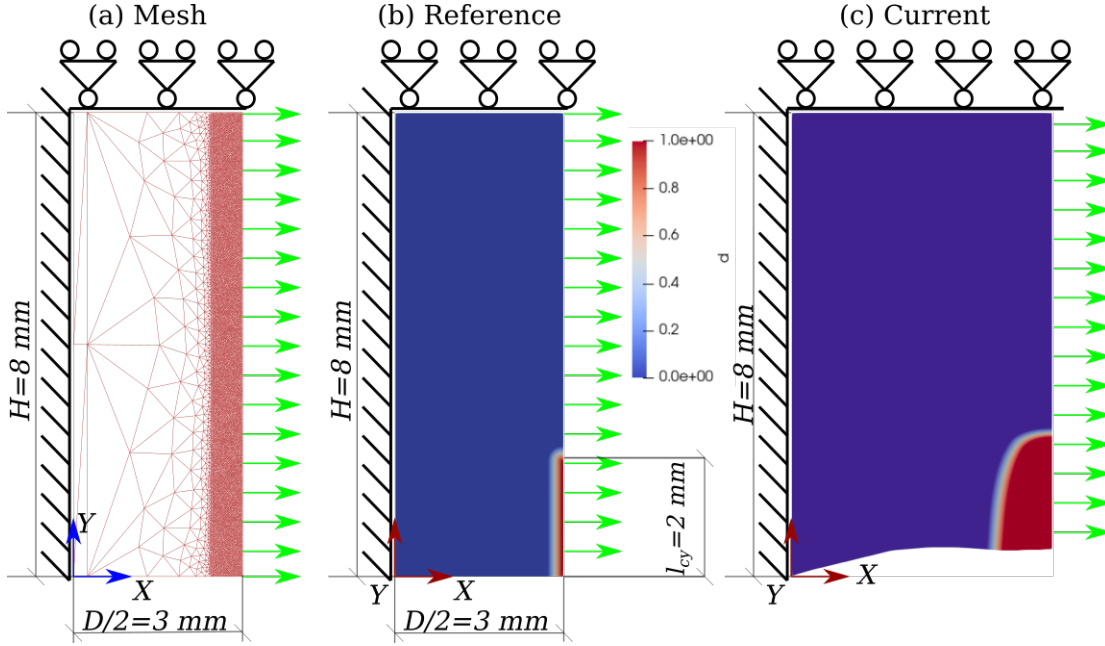 (a) Mesh
(b) Reference
(c) Current
H=8 mm
Y
X
D/2=3 mm
H=8 mm
1.0e+00
0.8
0.6
0.4
0.2
0.0e+00
d
l_cy=2 mm
Y
X
D/2=3 mm
H=8 mm
Y
X